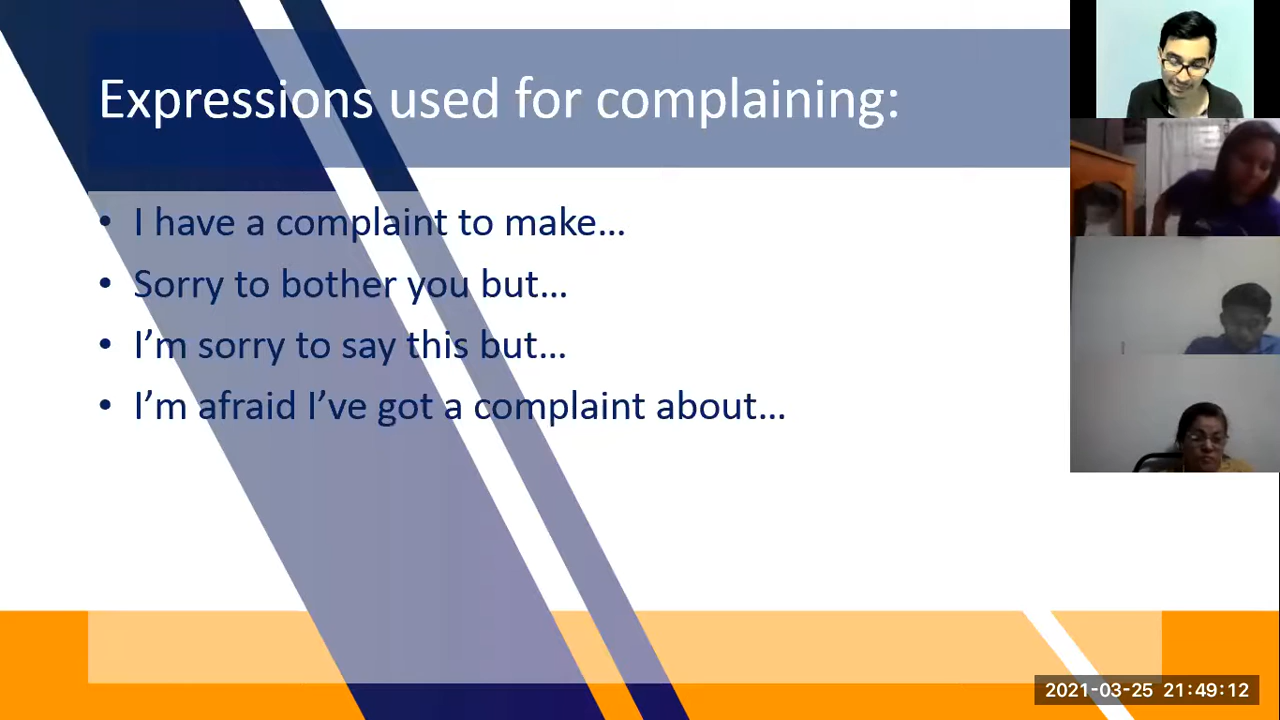 Expressions used for complaining:
• I have a complaint to make…
• Sorry to bother you but…
• I’m sorry to say this but…
• I’m afraid I’ve got a complaint about…
2021-03-25 21:49:12